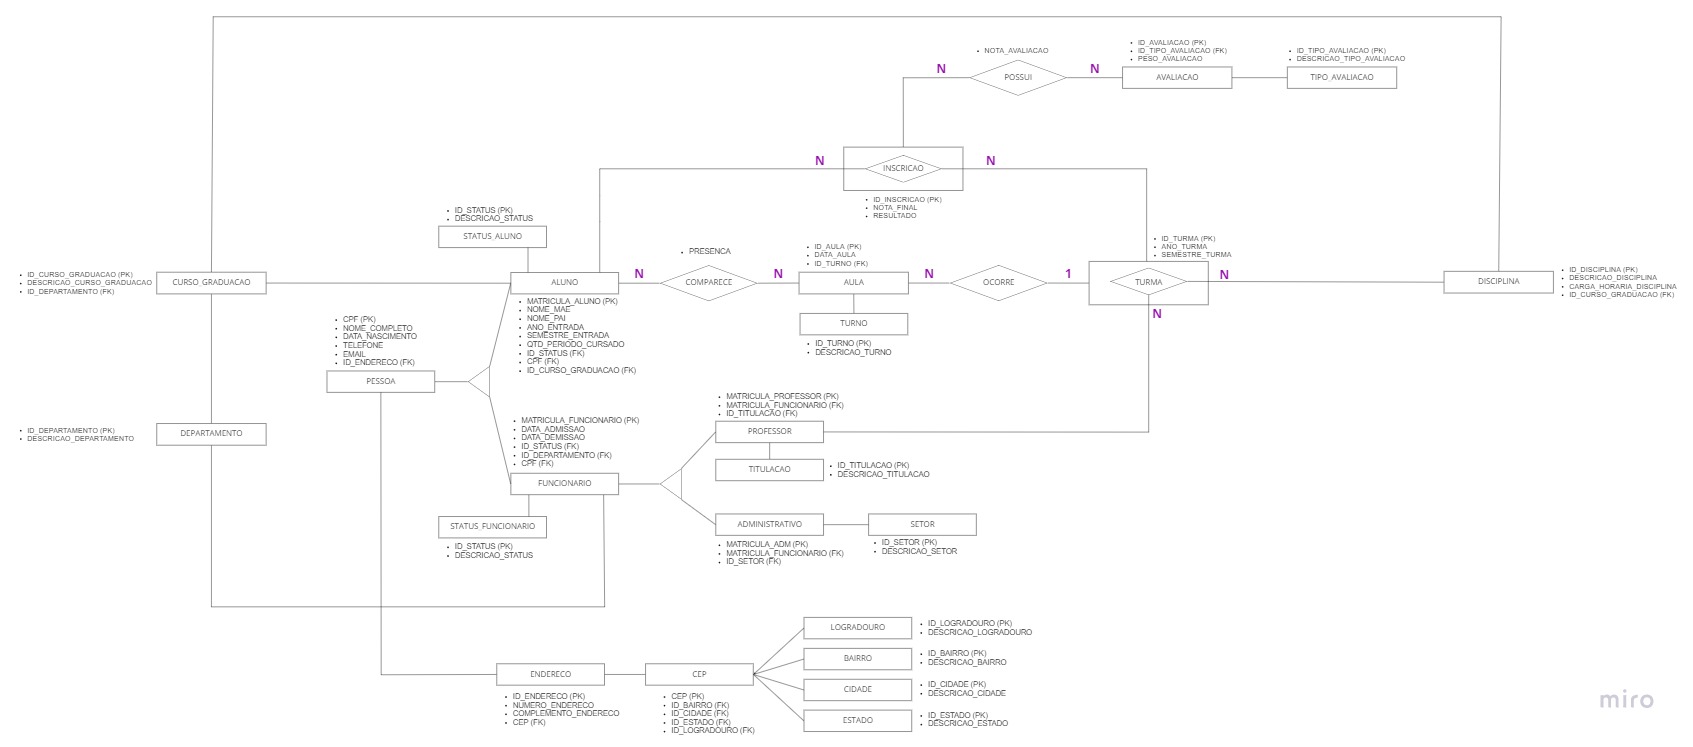 NOTA_AVALIACAO
N
POSSUI
N
ID_AVALIACAO (PK)
ID_TIPO_AVALIACAO (FK)
PESO_AVALIACAO
AVALIACAO
ID_TIPO_AVALIACAO (PK)
DESCRICAO_TIPO_AVALIACAO
TIPO_AVALIACAO
N
INSCRICAO
N
ID_INSCRICAO (PK)
NOTA_FINAL
RESULTADO
ID_STATUS (PK)
DESCRICAO_STATUS
STATUS_ALUNO
ID_CURSO_GRADUACAO (PK)
DESCRICAO_CURSO_GRADUACAO
ID_DEPARTAMENTO (FK)
CURSO_GRADUACAO
ALUNO
N
PRESENCA
COMPARECE
N
ID_AULA (PK)
DATA_AULA
ID_TURNO (FK)
AULA
N
OCORRE
1
ID_TURMA (PK)
ANO_TURMA
SEMESTRE_TURMA
TURMA
N
N
DISCIPLINA
ID_DISCIPLINA (PK)
DESCRICAO_DISCIPLINA
CARGA_HORARIA_DISCIPLINA
ID_CURSO_GRADUACAO (FK)
MATRICULA_ALUNO (PK)
NOME_MAE
NOME_PAI
ANO_ENTRADA
SEMESTRE_ENTRADA
QTD_PERIODO_CURSADO
ID_STATUS (FK)
CPF (FK)
ID_CURSO_GRADUACAO (FK)
TURNO
ID_TURNO (PK)
DESCRICAO_TURNO
CPF (PK)
NOME_COMPLETO
DATA_NASCIMENTO
TELEFONE
EMAIL
ID_ENDERECO (FK)
PESSOA
ID_DEPARTAMENTO (PK)
DESCRICAO_DEPARTAMENTO
DEPARTAMENTO
MATRICULA_FUNCIONARIO (PK)
DATA_ADMISSAO
DATA_DEMISSAO
ID_STATUS (FK)
ID_DEPARTAMENTO (FK)
CPF (FK)
FUNCIONARIO
MATRICULA_PROFESSOR (PK)
MATRICULA_FUNCIONARIO (FK)
ID_TITULACAO (FK)
PROFESSOR
TITULACAO
ID_TITULACAO (PK)
DESCRICAO_TITULACAO
STATUS_FUNCIONARIO
ID_STATUS (PK)
DESCRICAO_STATUS
ADMINISTRATIVO
MATRICULA_ADM (PK)
MATRICULA_FUNCIONARIO (FK)
ID_SETOR (FK)
SETOR
ID_SETOR (PK)
DESCRICAO_SETOR
ENDERECO
ID_ENDERECO (PK)
NUMERO_ENDERECO
COMPLEMENTO_ENDERECO
CEP (FK)
CEP
CEP (PK)
ID_BAIRRO (FK)
ID_CIDADE (FK)
ID_ESTADO (FK)
ID_LOGRADOURO (FK)
LOGRADOURO
ID_LOGRADOURO (PK)
DESCRICAO_LOGRADOURO
BAIRRO
ID_BAIRRO (PK)
DESCRICAO_BAIRRO
CIDADE
ID_CIDADE (PK)
DESCRICAO_CIDADE
ESTADO
ID_ESTADO (PK)
DESCRICAO_ESTADO
miro